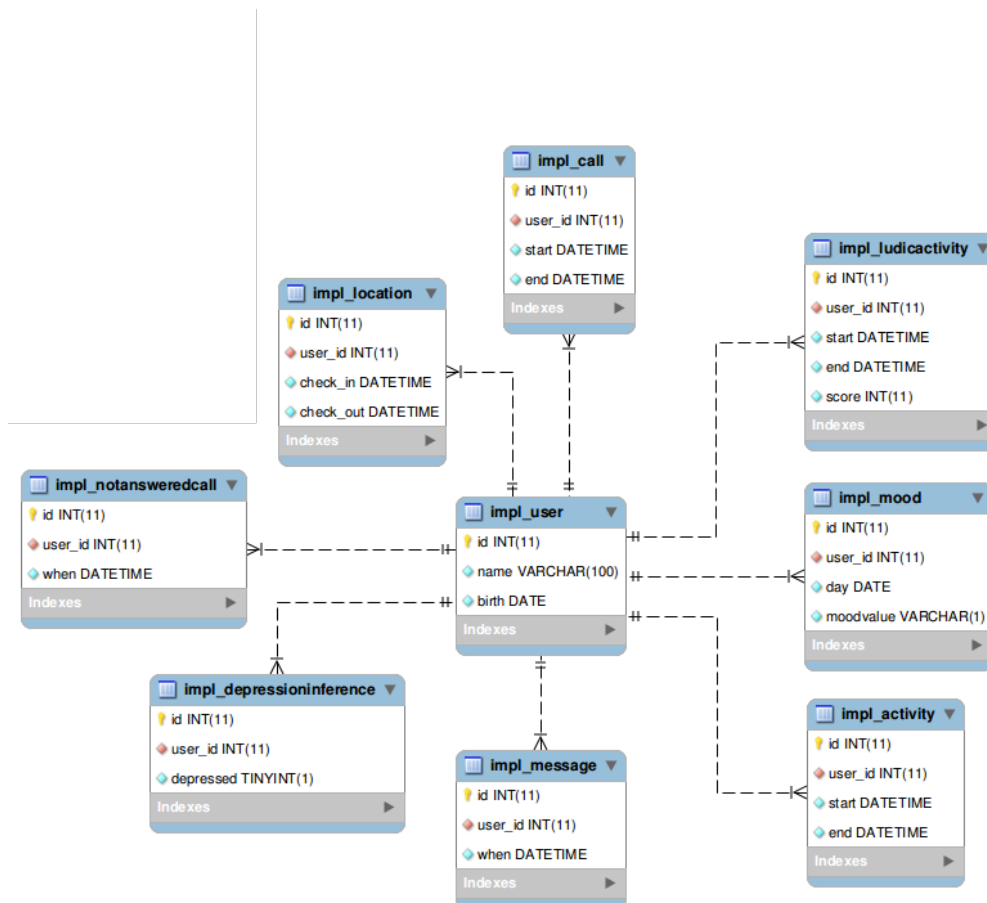 impl_call
id INT(11)
user_id INT(11)
start DATETIME
end DATETIME
Indexes
impl_ludicactivity
id INT(11)
user_id INT(11)
start DATETIME
end DATETIME
score INT(11)
Indexes
impl_location
id INT(11)
user_id INT(11)
check_in DATETIME
check_out DATETIME
Indexes
impl_notansweredcall
id INT(11)
user_id INT(11)
when DATETIME
Indexes
impl_user
id INT(11)
name VARCHAR(100)
birth DATE
Indexes
impl_mood
id INT(11)
user_id INT(11)
day DATE
moodvalue VARCHAR(1)
Indexes
impl_depressioninference
id INT(11)
user_id INT(11)
depressed TINYINT(1)
Indexes
impl_message
id INT(11)
user_id INT(11)
when DATETIME
Indexes
impl_activity
id INT(11)
user_id INT(11)
start DATETIME
end DATETIME
Indexes